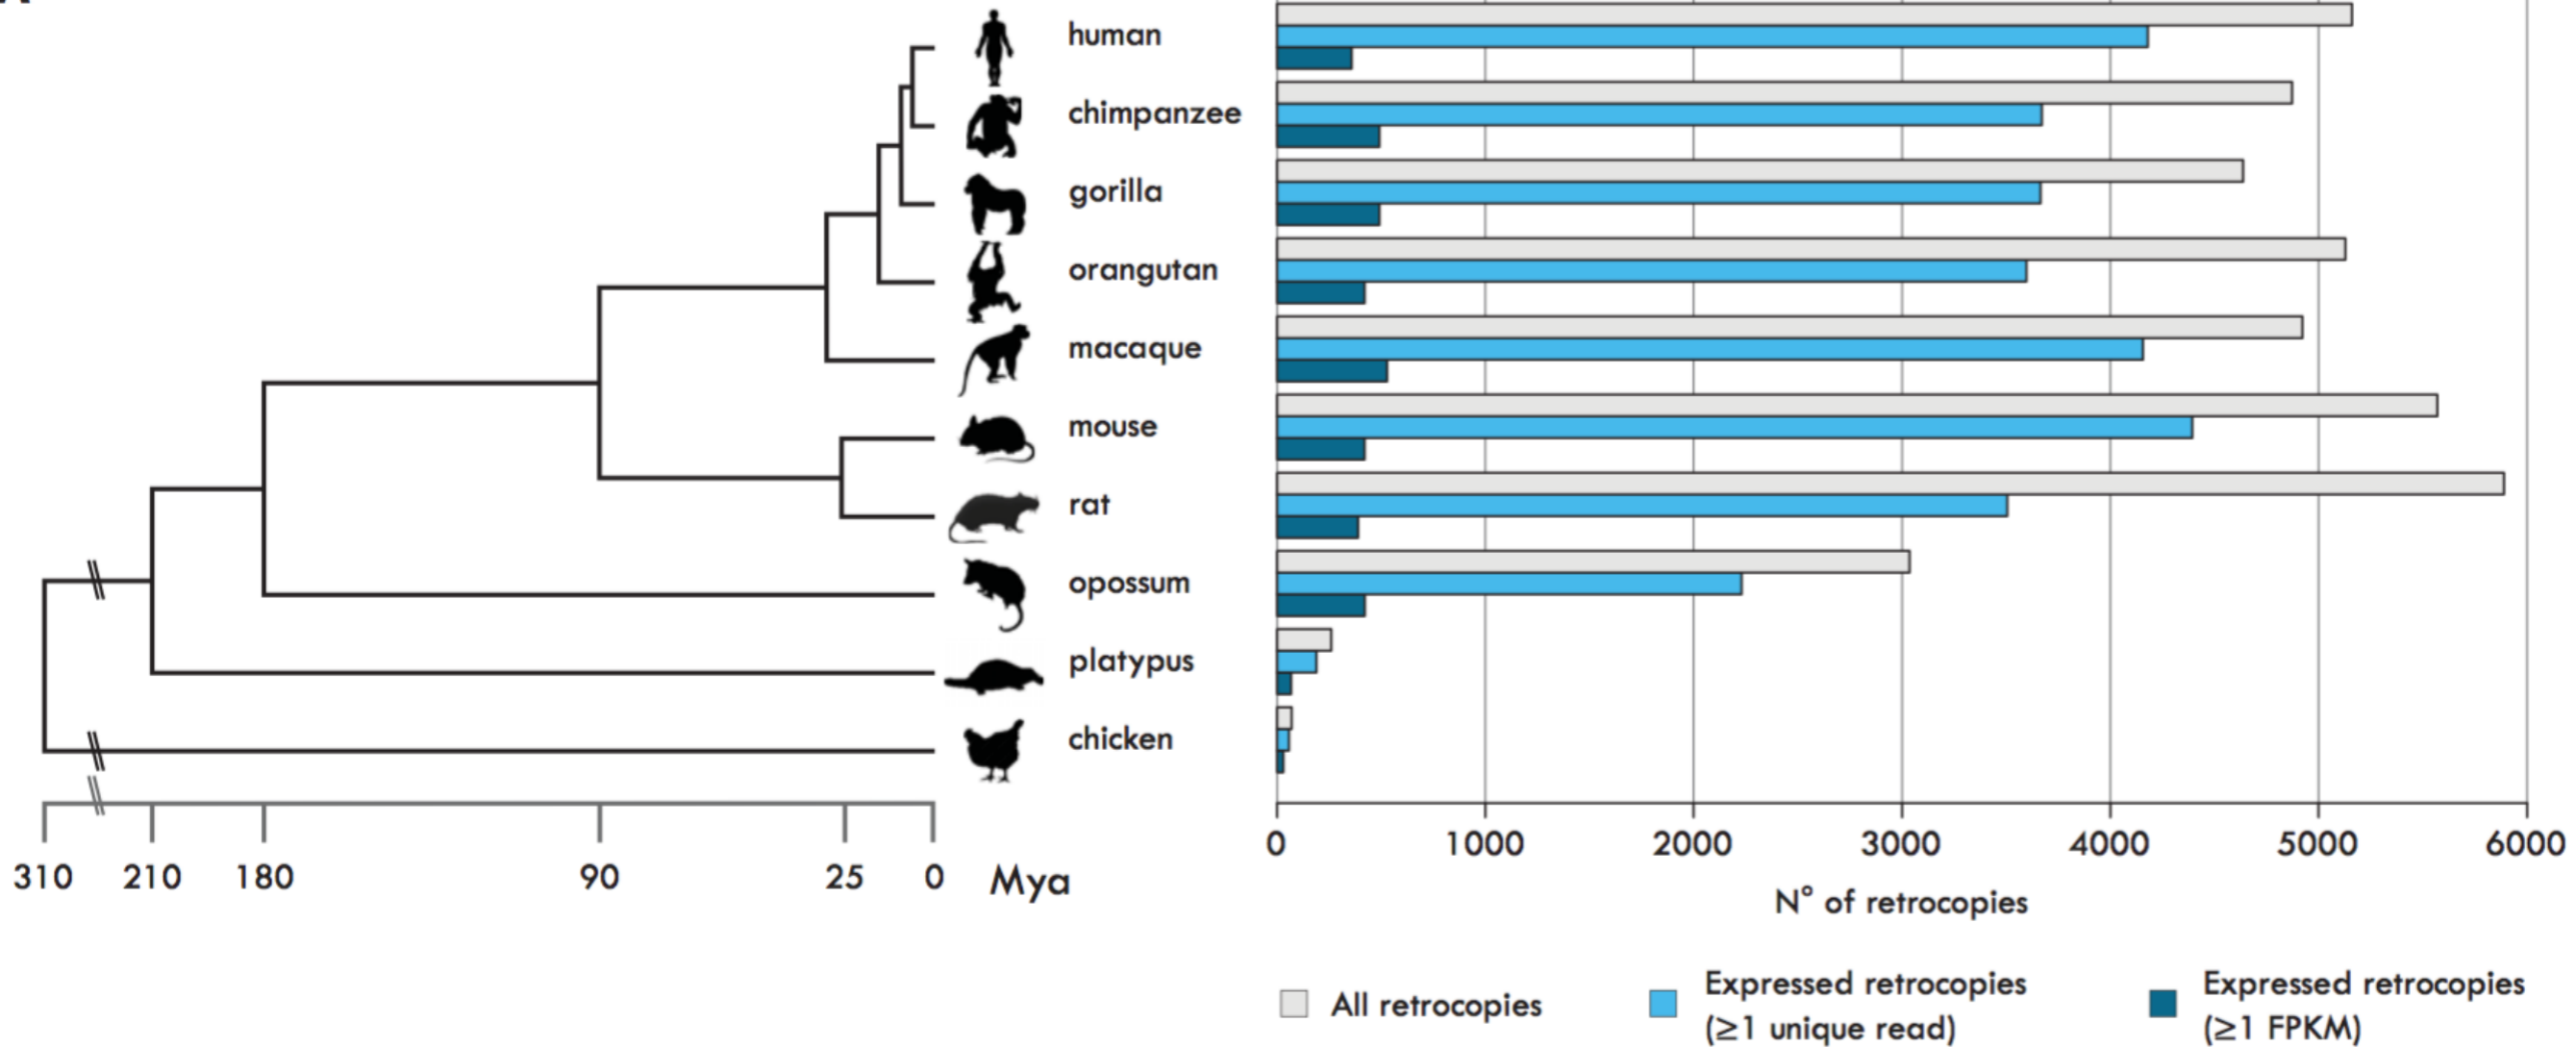 human
chimpanzee
gorilla
orangutan
macaque
mouse
rat
opossum
platypus
chicken
310 210 180 90 25 0 Mya
0 1000 2000 3000 4000 5000 6000
N° of retrocopies
All retrocopies
Expressed retrocopies
(≥1 unique read)
Expressed retrocopies
(≥1 FPKM)